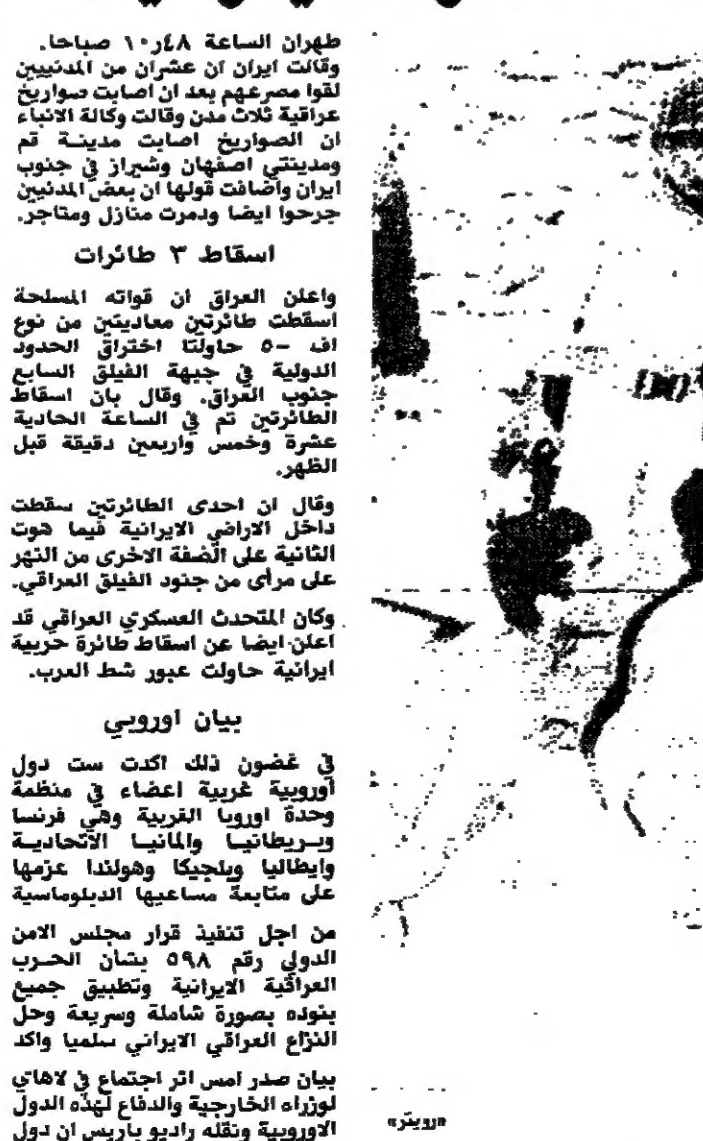 طهران الساعة ١٠ر٤٨ صباحا.
وقالت ايران ان عشران من المدنيين
لقوا مصرعهم بعد ان اصابت صواريخ
عراقية ثلاث مدن وقالت وكالة الانباء
ان الصواريخ اصابت مدينة قم
ومدينتي اصفهان وشيراز في جنوب
ايران واضافت قولها ان بعض المدنيين
جرحوا ايضا ودمرت منازل ومتاجر.
اسقاط ٣ طائرات
واعلن العراق ان قواته المسلحة
اسقطت طائرتين معاديتين من نوع
اف -٥ حاولتا اختراق الحدود
الدولية في جبهة الفيلق السابع
جنوب العراق. وقال بان اسقاط
الطائرتين تم في الساعة الحادية
عشرة وخمس واربعين دقيقة قبل
الظهر.
وقال ان احدى الطائرتين سقطت
داخل الاراضي الايرانية فيما هوت
الثانية على الضفة الاخرى من النهر
على مرأى من جنود الفيلق العراقي.
وكان المتحدث العسكري العراقي قد
اعلن ايضا عن اسقاط طائرة حربية
ايرانية حاولت عبور شط العرب.
بيان اوروبي
في غضون ذلك اكدت ست دول
أوروبية غربية اعضاء في منظمة
وحدة اوروبا الغربية وهي فرنسا
وبريطانيا والمانيا الاتحادية
وايطاليا وبلجيكا وهولندا عزمها
على متابعة مساعيها الدبلوماسية
من اجل تنفيذ قرار مجلس الامن
الدولي رقم ٥٩٨ بشان الحرب
العراقية الايرانية وتطبيق جميع
بنوده بصورة شاملة وسريعة وحل
النزاع العراقي الايراني سلميا واكد
بيان صدر امس اثر اجتماع في لاهاي
لوزراء الخارجية والدفاع لهذه الدول
الاوروبية ونقله راديو باريس ان دول
«رويتر»